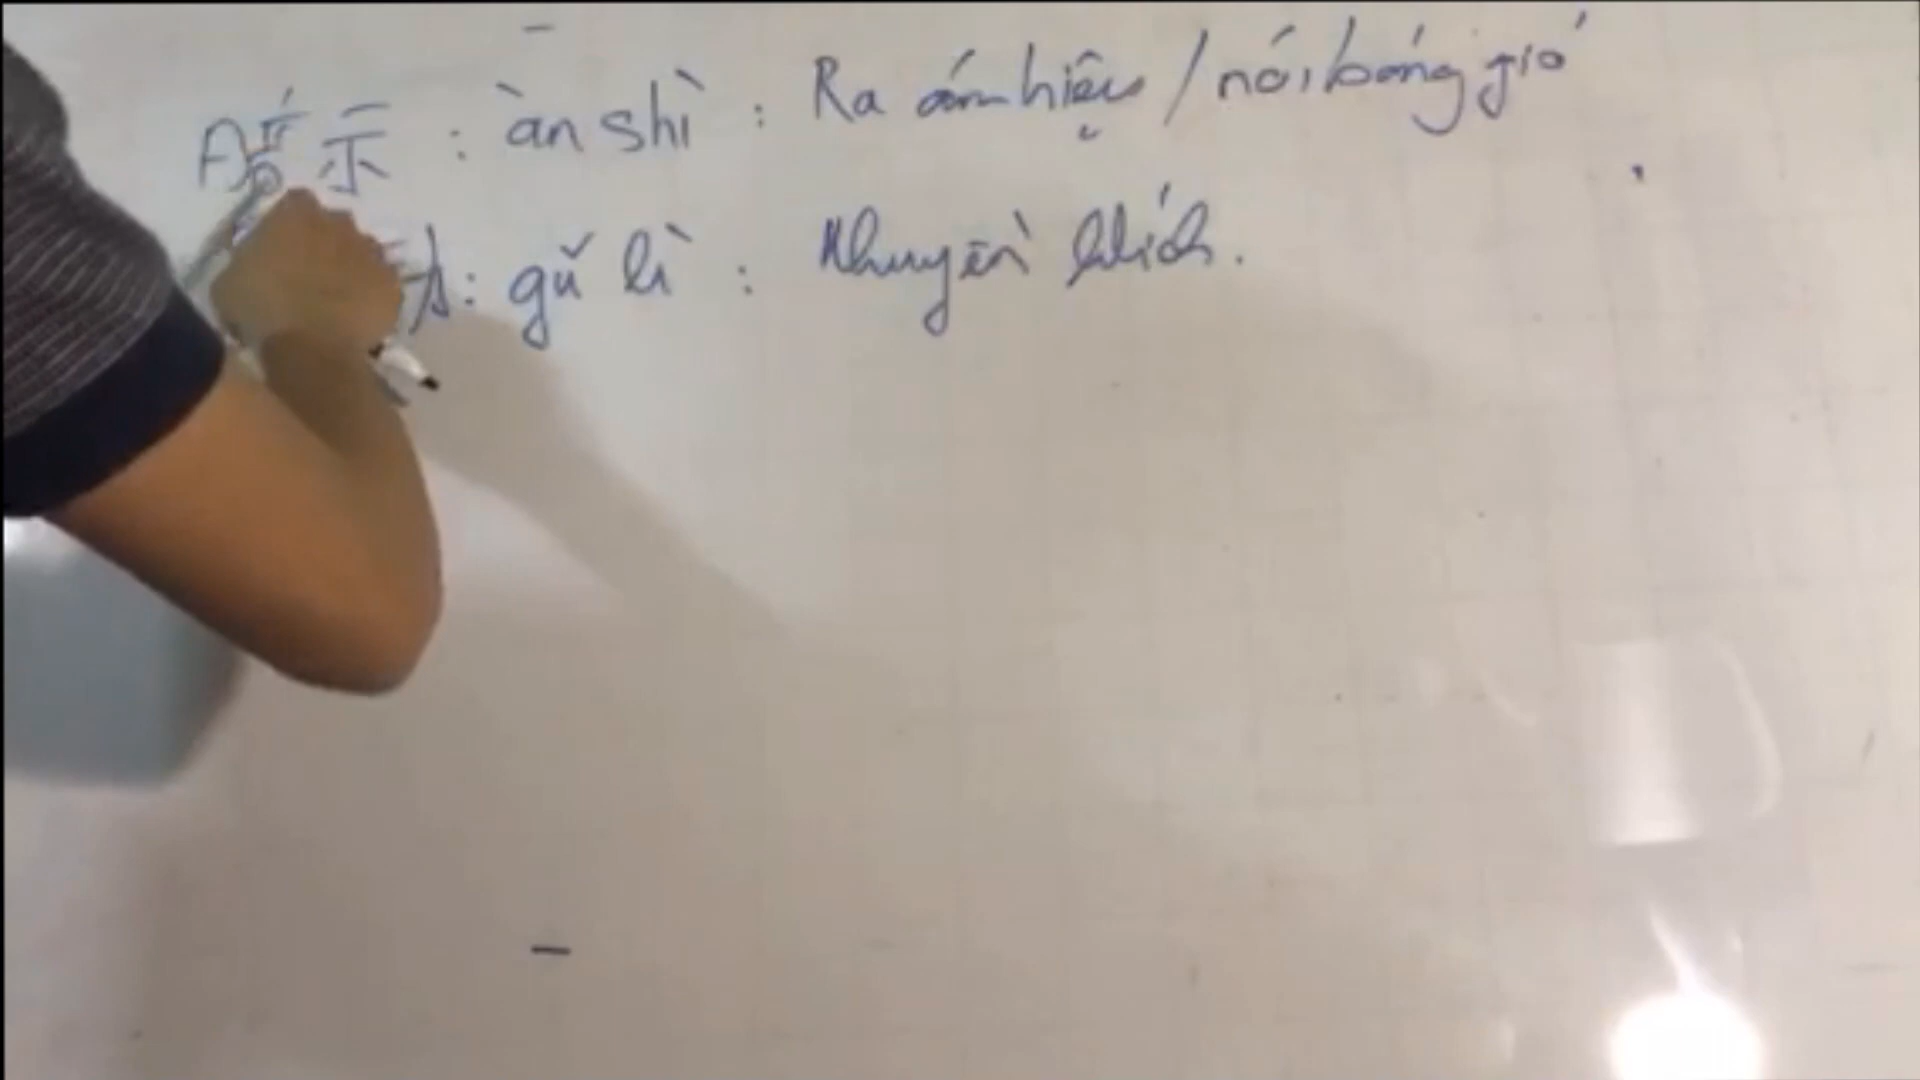 暗示 : àn shì : Ra ám hiệu / nói bóng gió
: gǔ lì : Khuyến khích.